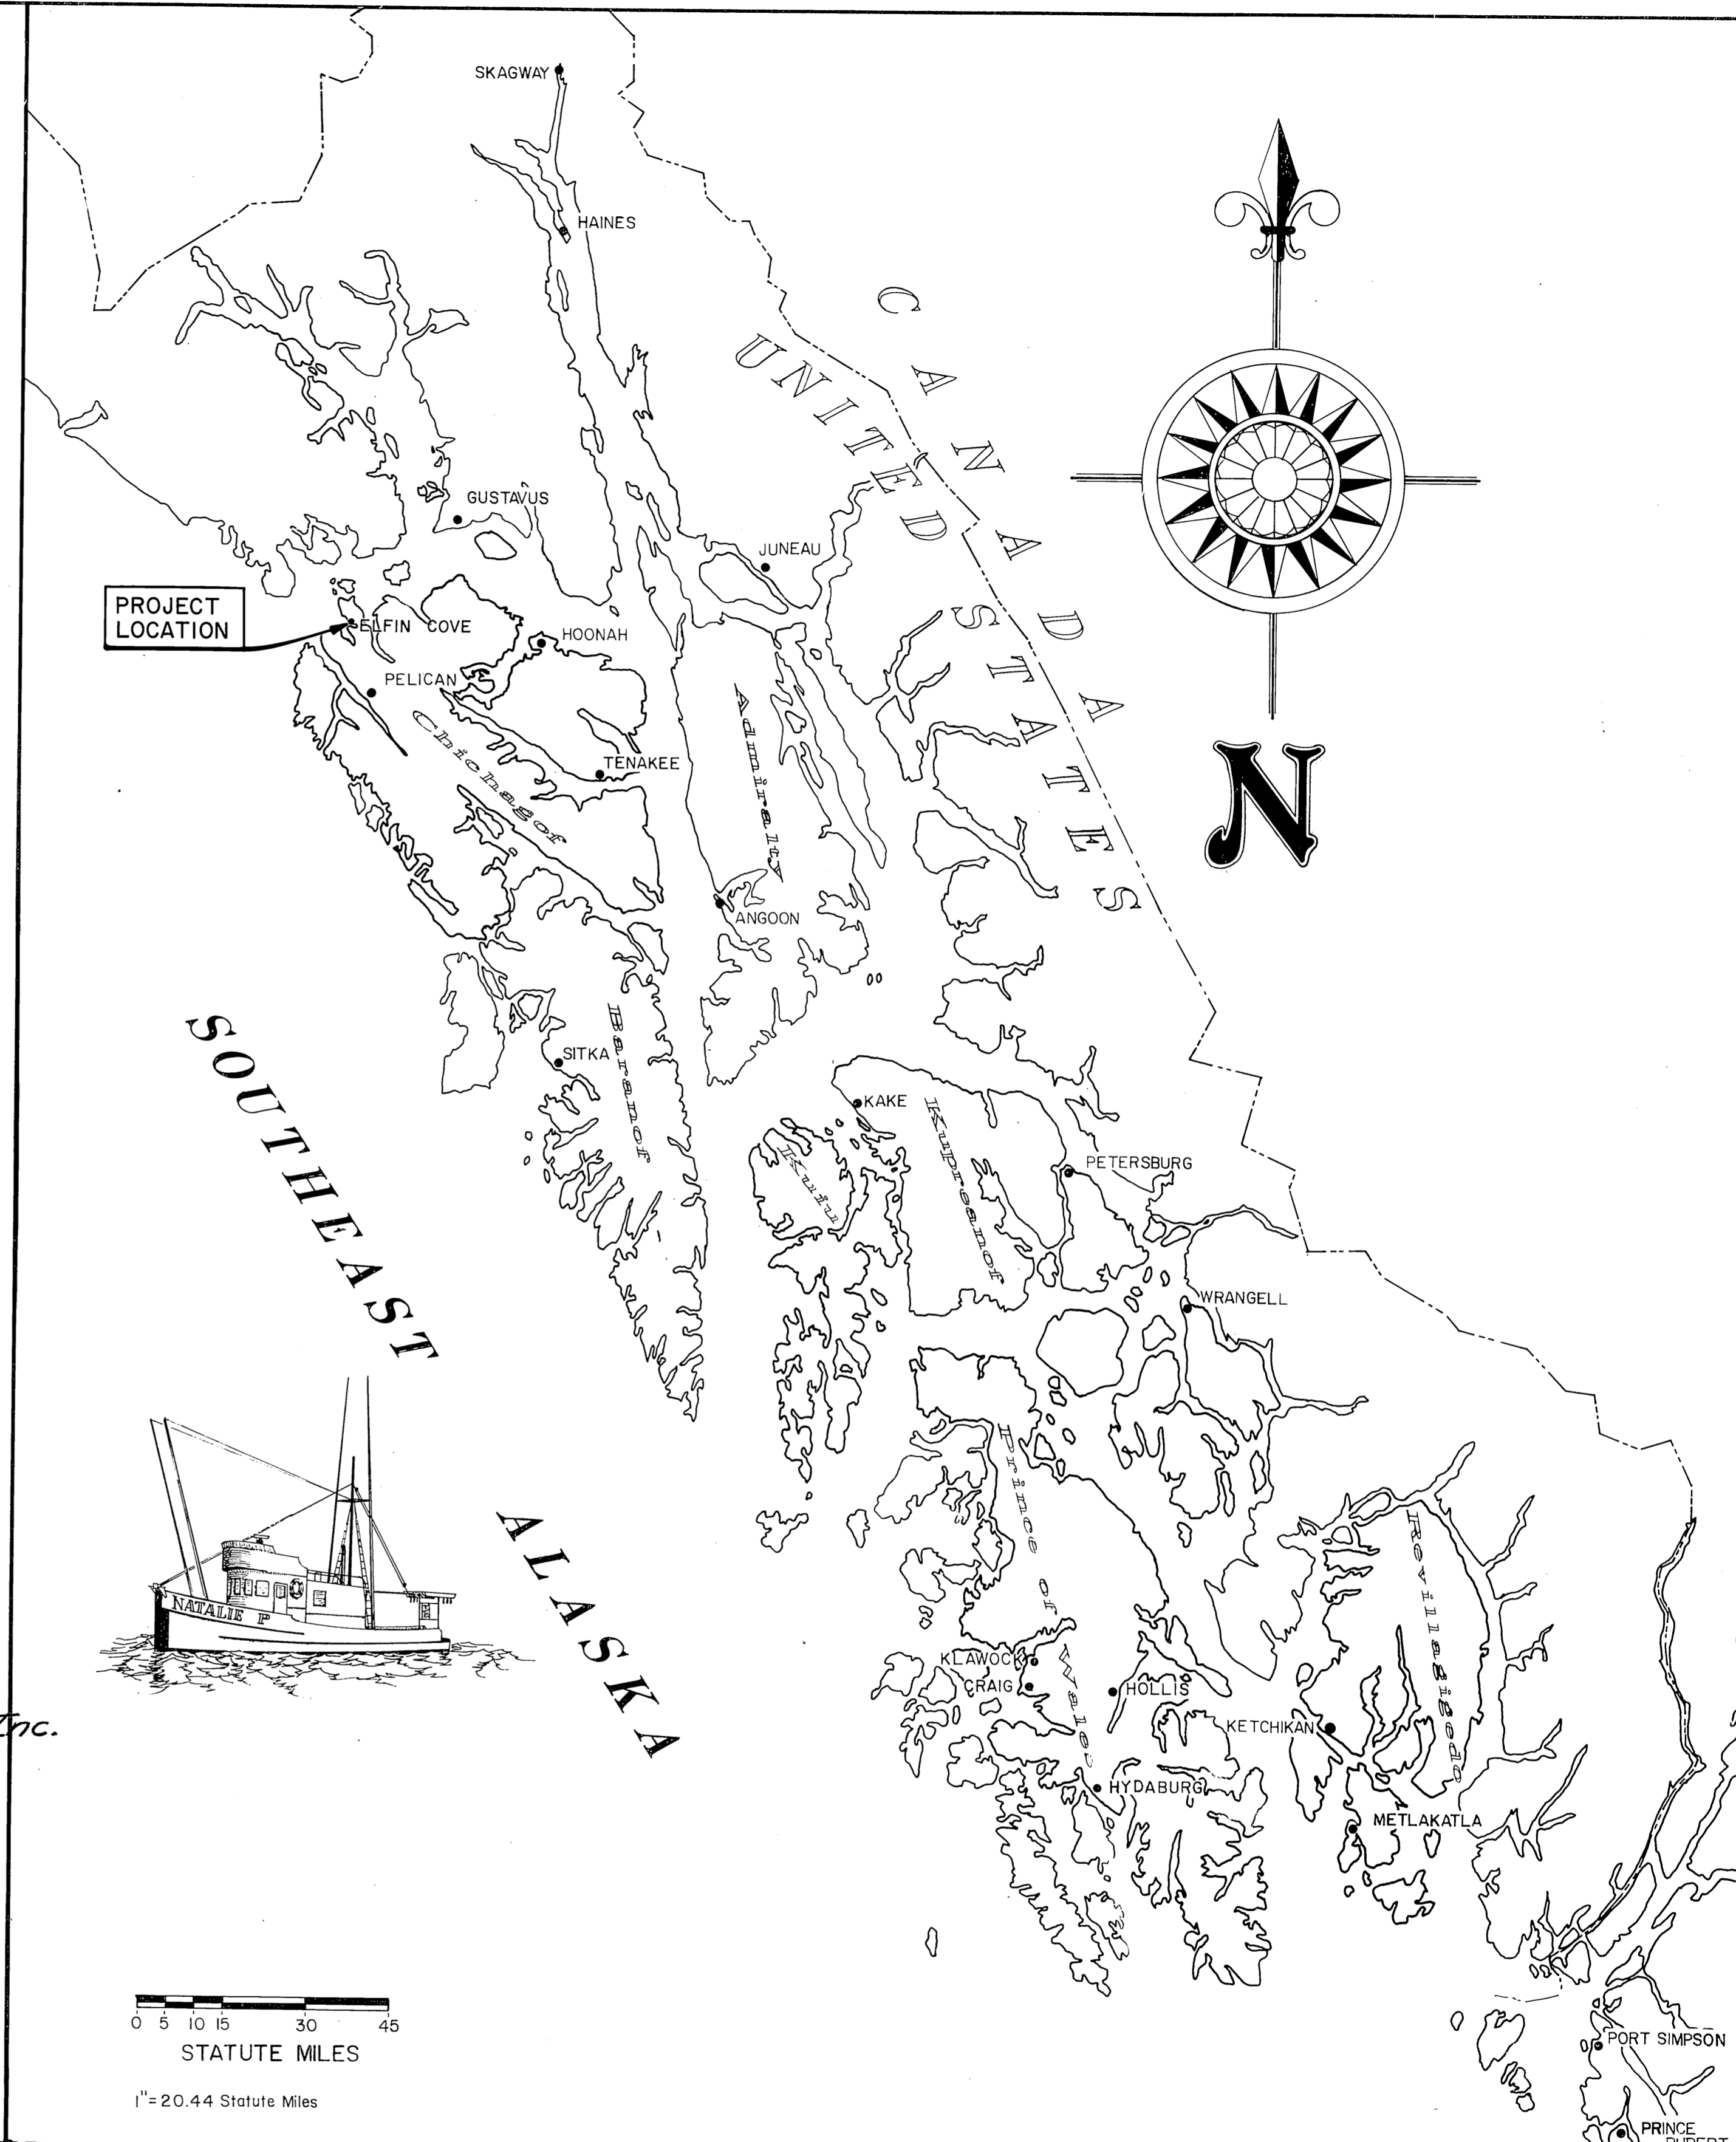 SKAGWAY
HAINES
CANADA
UNITED STATES
GUSTAVUS
JUNEAU
PROJECT
LOCATION
ELFIN COVE
HOONAH
PELICAN
Chichagof
Admiralty
TENAKEE
N
ANGOON
SOUTHEAST ALASKA
Baranof
SITKA
KAKE
Kupreanof
Kuiu
PETERSBURG
WRANGELL
Prince of Wales
Revillagigedo
NATALIE P
KLAWOCK
CRAIG
HOLLIS
Inc.
KETCHIKAN
HYDABURG
METLAKATLA
0 5 10 15 30 45
STATUTE MILES
1"=20.44 Statute Miles
PORT SIMPSON
PRINCE
RUPERT